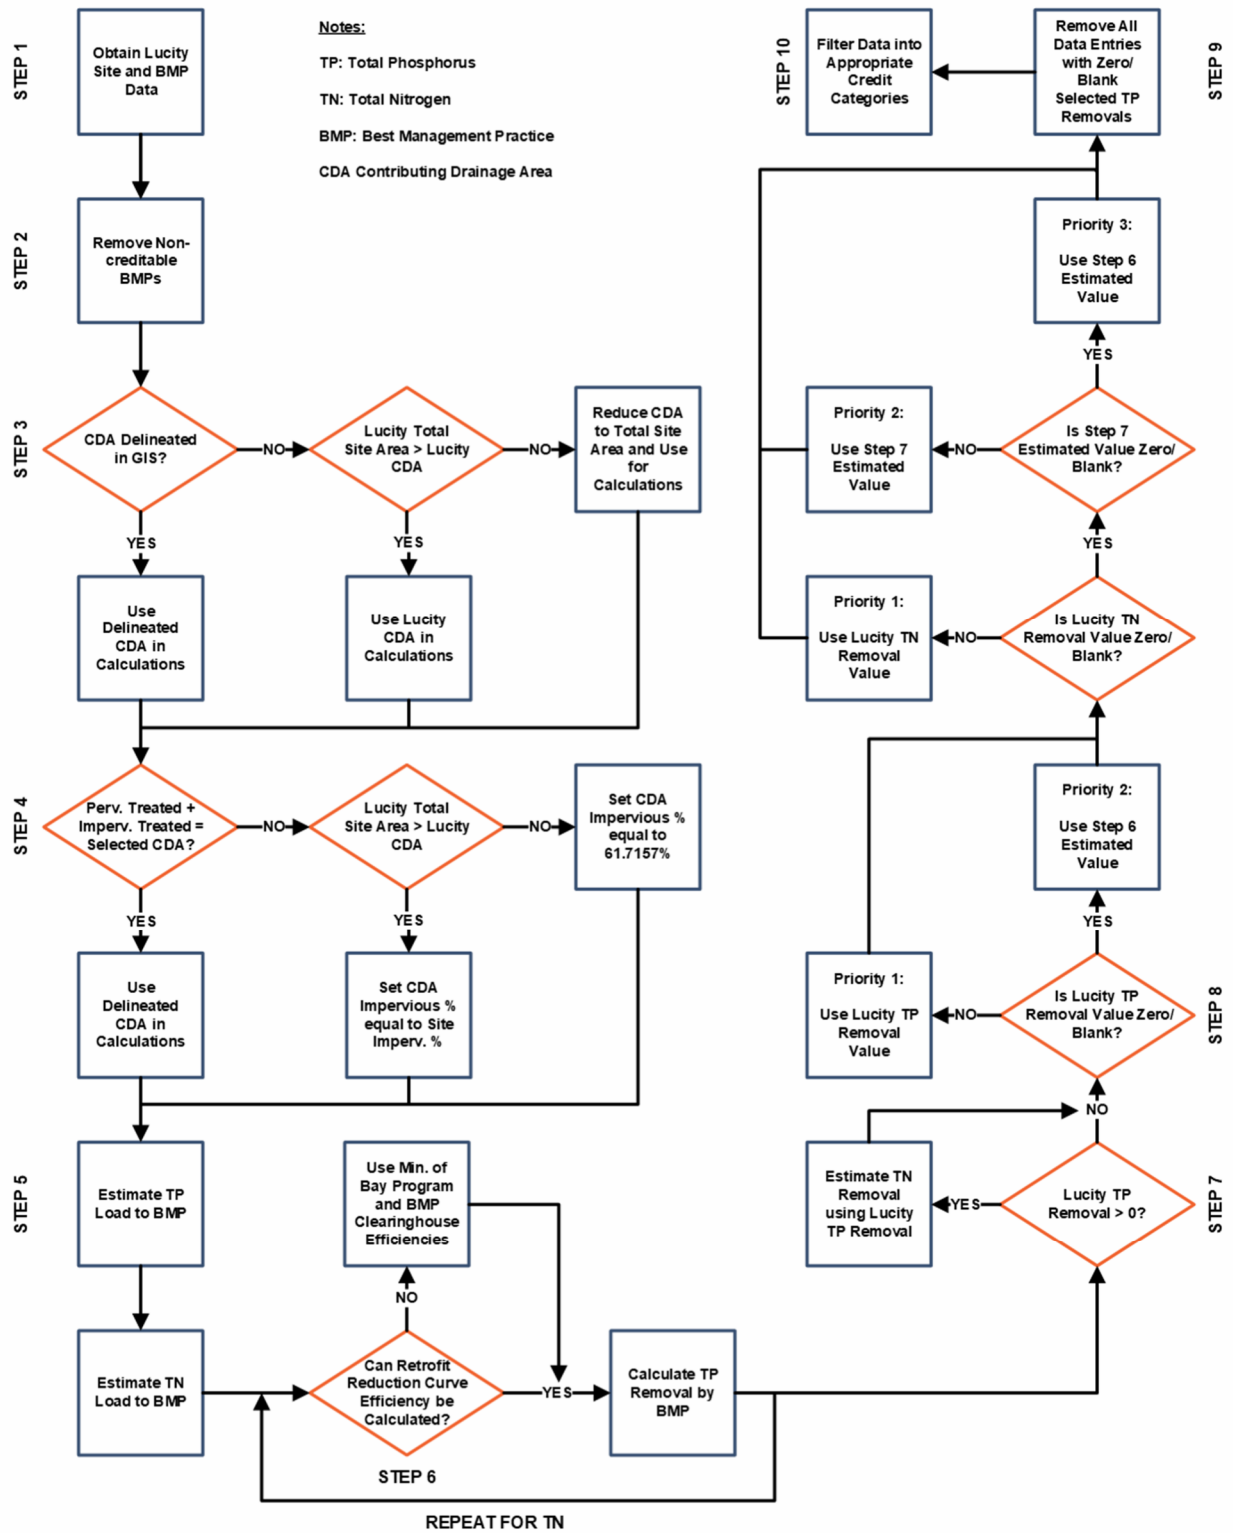 STEP 1
Obtain Lucity
Site and BMP
Data
Notes:
TP: Total Phosphorus
TN: Total Nitrogen
BMP: Best Management Practice
CDA Contributing Drainage Area
STEP 2
Remove Non-
creditable
BMPs
STEP 3
CDA Delineated
in GIS?
NO
Lucity Total
Site Area > Lucity
CDA
NO
Reduce CDA
to Total Site
Area and Use
for
Calculations
YES
YES
Use
Delineated
CDA in
Calculations
Use Lucity
CDA in
Calculations
STEP 4
Perv. Treated +
Imperv. Treated =
Selected CDA?
NO
Lucity Total
Site Area > Lucity
CDA
NO
Set CDA
Impervious %
equal to
61.7157%
YES
YES
Use
Delineated
CDA in
Calculations
Set CDA
Impervious %
equal to Site
Imperv. %
STEP 5
Estimate TP
Load to BMP
Estimate TN
Load to BMP
Use Min. of
Bay Program
and BMP
Clearinghouse
Efficiencies
NO
Can Retrofit
Reduction Curve
Efficiency be
Calculated?
YES
STEP 6
Calculate TP
Removal by
BMP
REPEAT FOR TN
STEP 7
Lucity TP
Removal > 0?
YES
Estimate TN
Removal
using Lucity
TP Removal
NO
STEP 8
Is Lucity TP
Removal Value Zero/
Blank?
NO
Priority 1:
Use Lucity TP
Removal
Value
YES
Priority 2:
Use Step 6
Estimated
Value
Is Lucity TN
Removal Value Zero/
Blank?
NO
Priority 1:
Use Lucity TN
Removal
Value
YES
Is Step 7
Estimated Value Zero/
Blank?
NO
Priority 2:
Use Step 7
Estimated
Value
YES
Priority 3:
Use Step 6
Estimated
Value
STEP 9
Remove All
Data Entries
with Zero/
Blank
Selected TP
Removals
STEP 10
Filter Data into
Appropriate
Credit
Categories